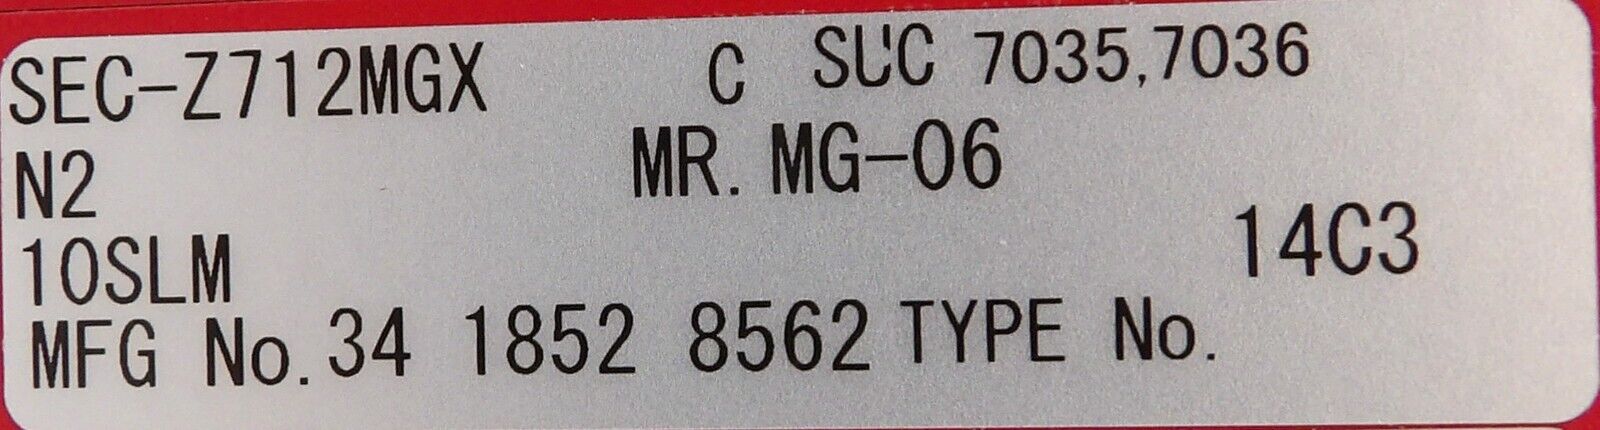 SEC-Z712MGX C SUC 7035,7036
N2 MR. MG-06
10SLM 14C3
MFG No. 34 1852 8562 TYPE No.